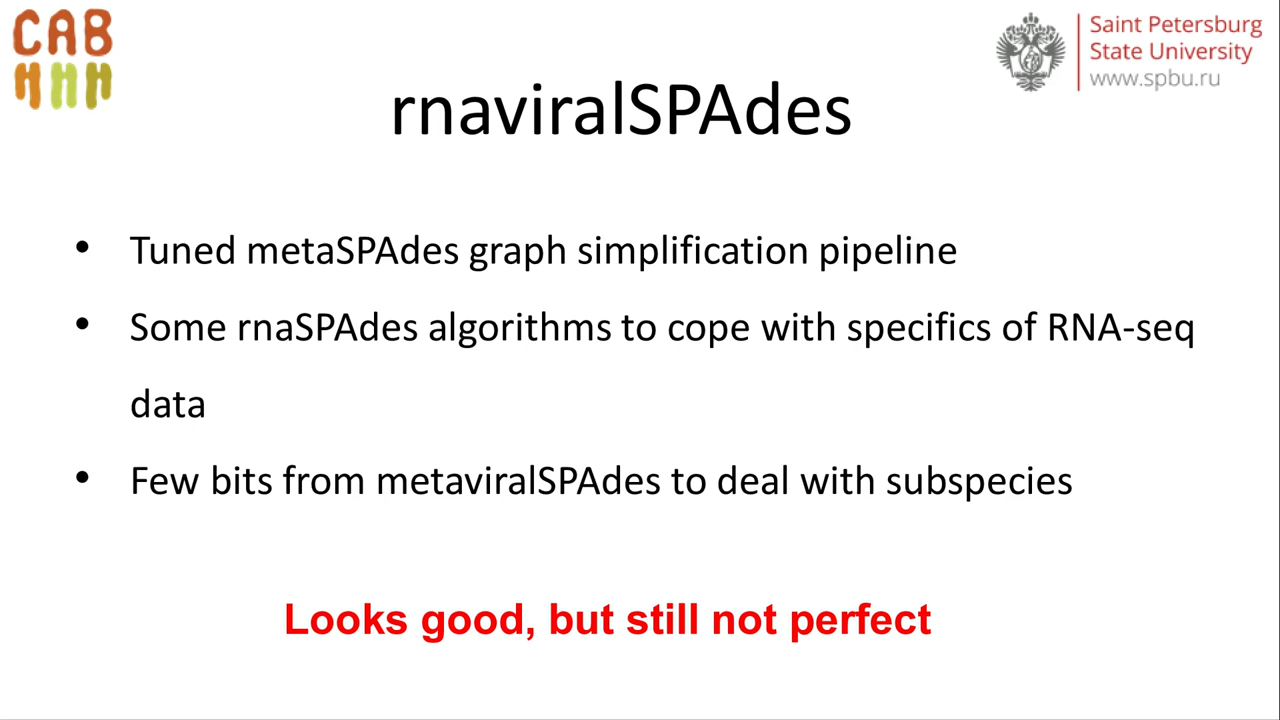 CAB
Saint Petersburg
State University
www.spbu.ru
rnaviralSPAdes
• Tuned metaSPAdes graph simplification pipeline
• Some rnaSPAdes algorithms to cope with specifics of RNA-seq
data
• Few bits from metaviralSPAdes to deal with subspecies
Looks good, but still not perfect